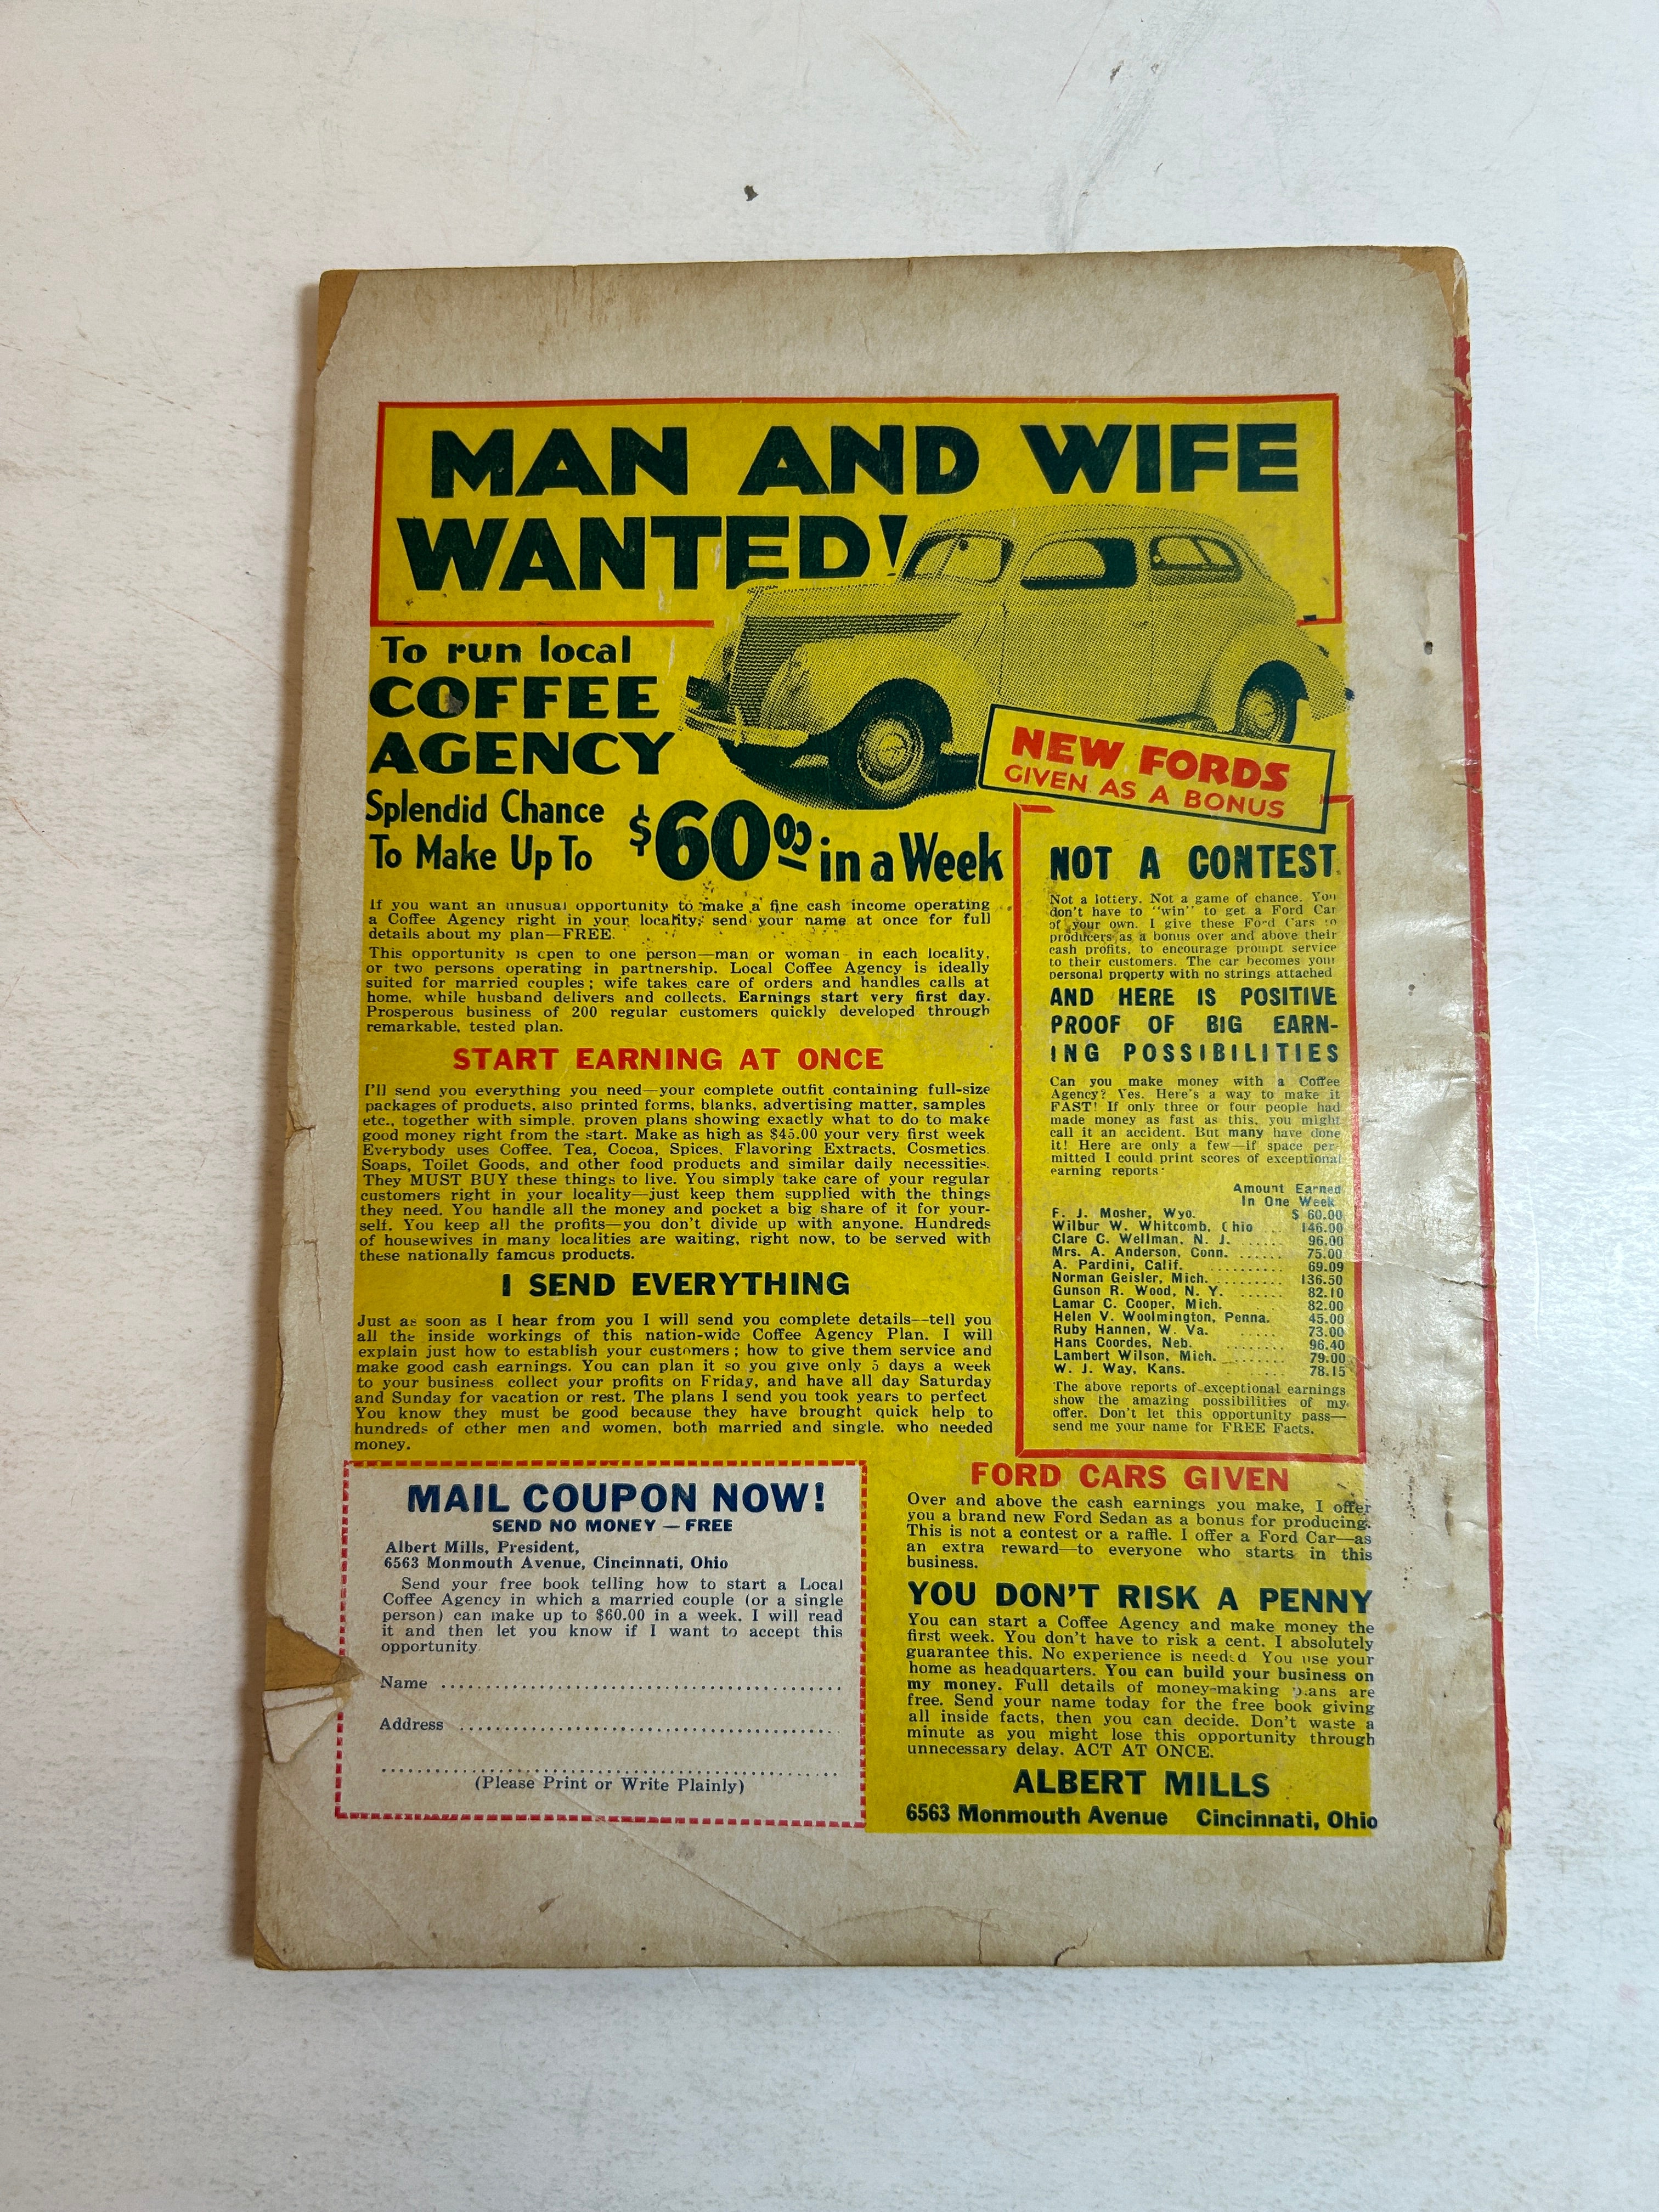 MAN AND WIFE
WANTED!
To run local
COFFEE
AGENCY
Splendid Chance
To Make Up To
$60.00 in a Week
NEW FORDS
GIVEN AS A BONUS
If you want an unusual opportunity to make a fine cash income operating
a Coffee Agency right in your locality, send your name at once for full
details about my plan—FREE.
This opportunity is open to one person—man or woman—in each locality,
or two persons operating in partnership. Local Coffee Agency is ideally
suited for married couples; wife takes care of orders and handles calls at
home, while husband delivers and collects. Earnings start very first day.
Prosperous business of 200 regular customers quickly developed through
remarkable, tested plan.
START EARNING AT ONCE
I'll send you everything you need—your complete outfit containing full-size
packages of products, also printed forms, blanks, advertising matter, samples
etc., together with simple, proven plans showing exactly what to do to make
good money right from the start. Make as high as $45.00 your very first week
Everybody uses Coffee, Tea, Cocoa, Spices, Flavoring Extracts, Cosmetics
Soaps, Toilet Goods, and other food products and similar daily necessities.
They MUST BUY these things to live. You simply take care of your regular
customers right in your locality—just keep them supplied with the things
they need. You handle all the money and pocket a big share of it for your-
self. You keep all the profits—you don't divide up with anyone. Hundreds
of housewives in many localities are waiting, right now, to be served with
these nationally famous products.
I SEND EVERYTHING
Just as soon as I hear from you I will send you complete details—tell you
all the inside workings of this nation-wide Coffee Agency Plan. I will
explain just how to establish your customers; how to give them service and
make good cash earnings. You can plan it so you give only 5 days a week
to your business collect your profits on Friday, and have all day Saturday
and Sunday for vacation or rest. The plans I send you took years to perfect
You know they must be good because they have brought quick help to
hundreds of other men and women, both married and single, who needed
money.
NOT A CONTEST
Not a lottery. Not a game of chance. You
don't have to "win" to get a Ford Car
of your own. I give these Ford Cars to
producers as a bonus over and above their
cash profits, to encourage prompt service
to their customers. The car becomes your
personal property with no strings attached
AND HERE IS POSITIVE
PROOF OF BIG EARN-
ING POSSIBILITIES
Can you make money with a Coffee
Agency? Yes. Here's a way to make it
FAST! If only three or four people had
made money as fast as this, you might
call it an accident. But many have done
it! Here are only a few—if space per-
mitted I could print scores of exceptional
earning reports:
Amount Earned
In One Week
F. J. Mosher, Wyo. $ 60.00
Wilbur W. Whitcomb, Ohio ... 146.00
Clare C. Wellman, N. J. ...... 96.00
Mrs. A. Anderson, Conn. ...... 75.00
A. Pardini, Calif. .......... 69.09
Norman Geisler, Mich. ......... 136.50
Gunson R. Wood, N. Y. ...... 82.10
Lamar C. Cooper, Mich. 82.00
Helen V. Woolmington, Penna. 45.00
Ruby Hannen, W. Va. ..... 73.00
Hans Coordes, Neb. ........ 96.40
Lambert Wilson, Mich. ........ 79.00
W. J. Way, Kans. ..... 78.15
The above reports of exceptional earnings
show the amazing possibilities of my
offer. Don't let this opportunity pass—
send me your name for FREE Facts.
MAIL COUPON NOW!
SEND NO MONEY — FREE
Albert Mills, President,
6563 Monmouth Avenue, Cincinnati, Ohio
Send your free book telling how to start a Local
Coffee Agency in which a married couple (or a single
person) can make up to $60.00 in a week. I will read
it and then let you know if I want to accept this
opportunity
Name
Address
(Please Print or Write Plainly)
FORD CARS GIVEN
Over and above the cash earnings you make, I offer
you a brand new Ford Sedan as a bonus for producing.
This is not a contest or a raffle. I offer a Ford Car—as
an extra reward—to everyone who starts in this
business.
YOU DON'T RISK A PENNY
You can start a Coffee Agency and make money the
first week. You don't have to risk a cent. I absolutely
guarantee this. No experience is needed You use your
home as headquarters. You can build your business on
my money. Full details of money-making plans are
free. Send your name today for the free book giving
all inside facts, then you can decide. Don't waste a
minute as you might lose this opportunity through
unnecessary delay. ACT AT ONCE.
ALBERT MILLS
6563 Monmouth Avenue Cincinnati, Ohio